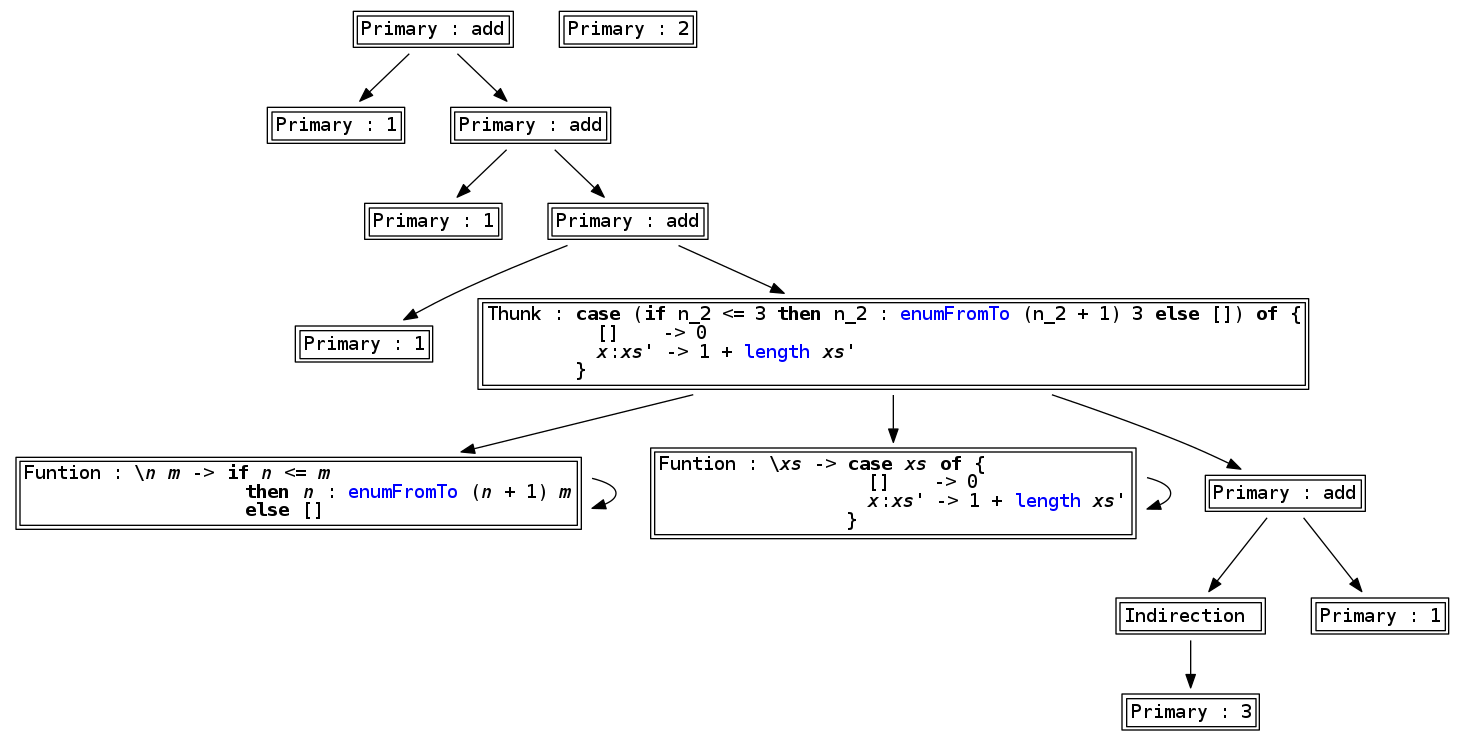 Primary : add
Primary : 2
Primary : 1
Primary : add
Primary : 1
Primary : add
Primary : 1
Thunk : case (if n_2 <= 3 then n_2 : enumFromTo (n_2 + 1) 3 else []) of {
[] -> 0
x:xs' -> 1 + length xs'
}
Funtion : \n m -> if n <= m
then n : enumFromTo (n + 1) m
else []
Funtion : \xs -> case xs of {
[] -> 0
x:xs' -> 1 + length xs'
}
Primary : add
Indirection
Primary : 1
Primary : 3